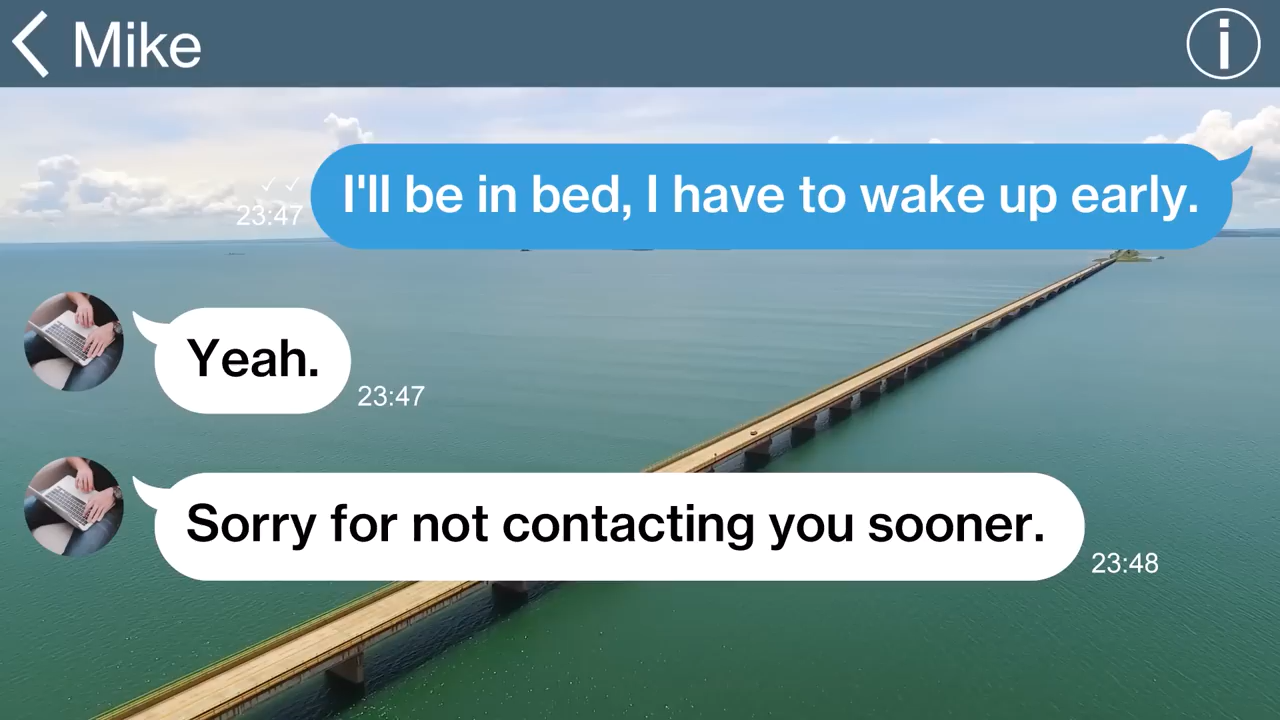 Mike
I'll be in bed, I have to wake up early.
23:47
Yeah.
23:47
Sorry for not contacting you sooner.
23:48